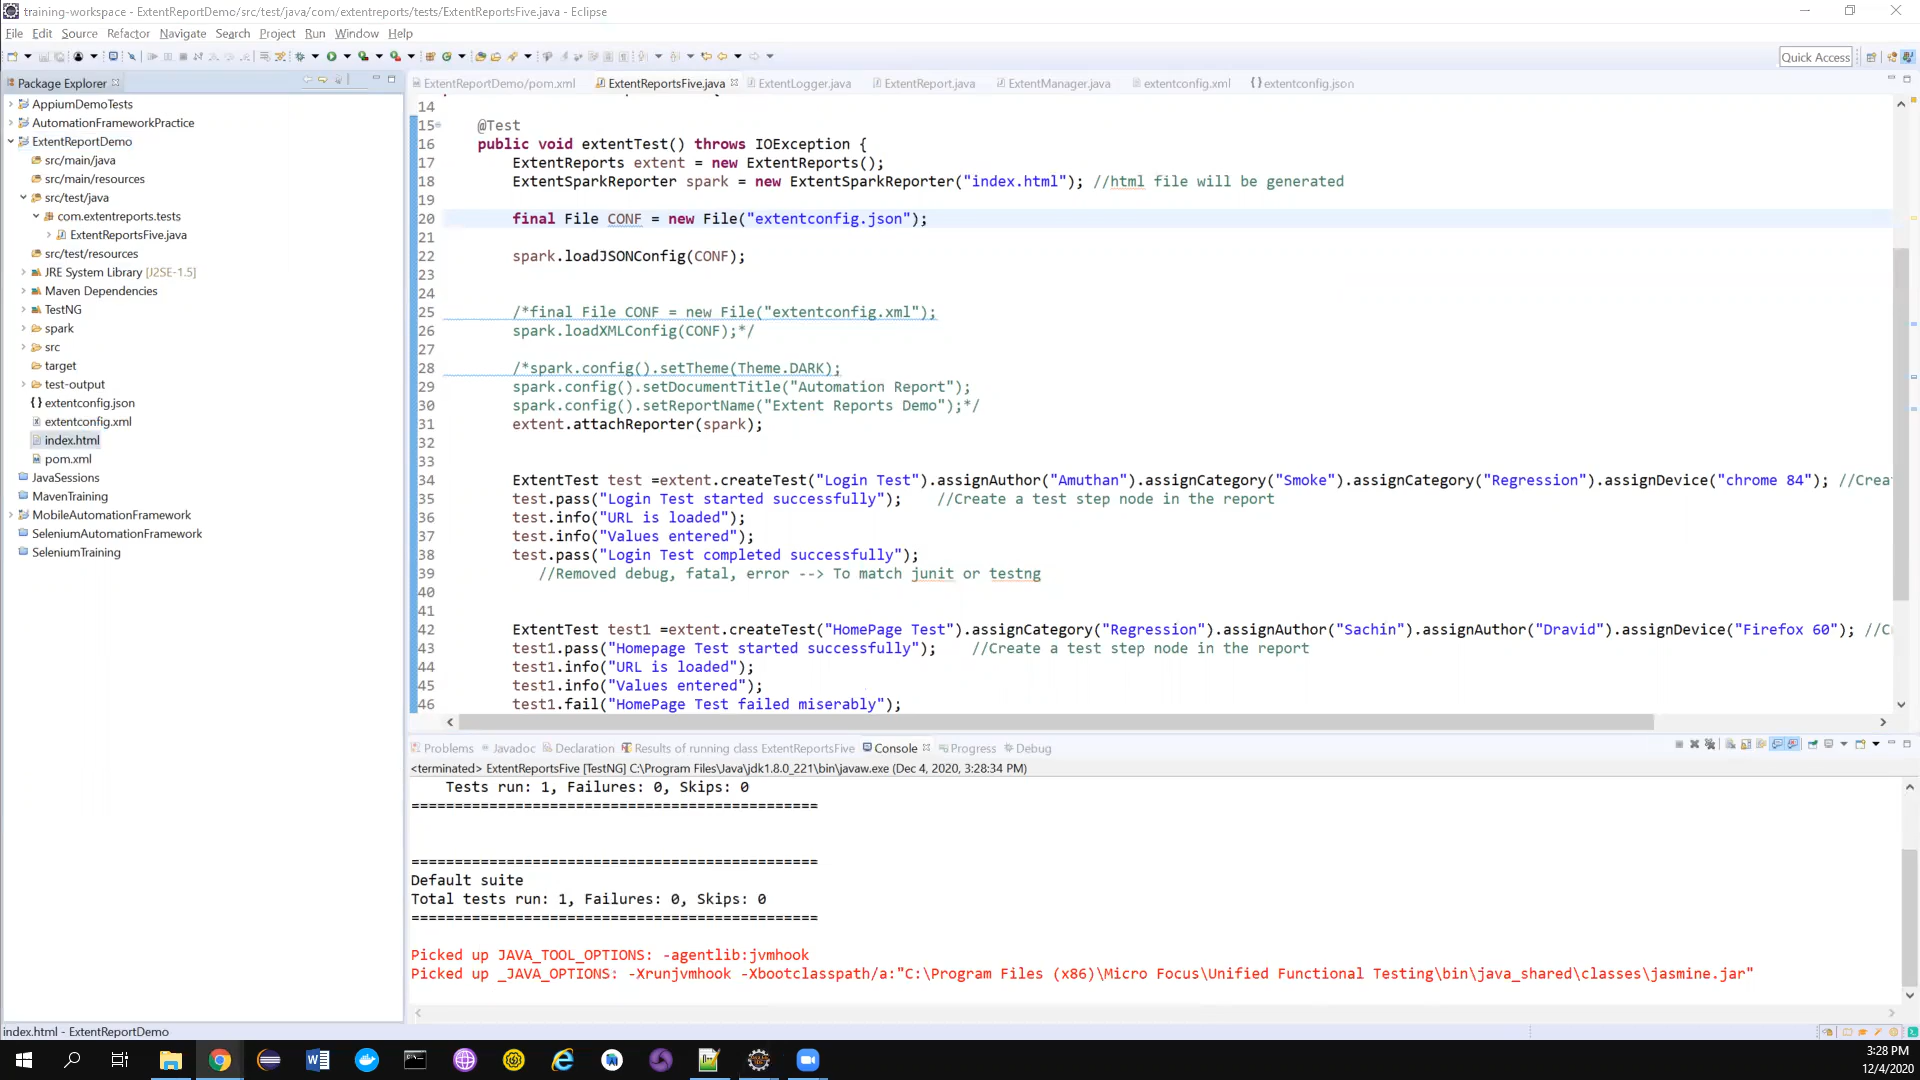 training-workspace - ExtentReportDemo/src/test/java/com/extentreports/tests/ExtentReportsFive.java - Eclipse
File Edit Source Refactor Navigate Search Project Run Window Help
Quick Access
Package Explorer
ExtentReportDemo/pom.xml ExtentReportsFive.java ExtentLogger.java ExtentReport.java ExtentManager.java extentconfig.xml extentconfig.json
AppiumDemoTests
AutomationFrameworkPractice
ExtentReportDemo
src/main/java
src/main/resources
src/test/java
com.extentreports.tests
ExtentReportsFive.java
src/test/resources
JRE System Library [J2SE-1.5]
Maven Dependencies
TestNG
spark
src
target
test-output
extentconfig.json
extentconfig.xml
index.html
pom.xml
JavaSessions
MavenTraining
MobileAutomationFramework
SeleniumAutomationFramework
SeleniumTraining
14
15 @Test
16 public void extentTest() throws IOException {
17 ExtentReports extent = new ExtentReports();
18 ExtentSparkReporter spark = new ExtentSparkReporter("index.html"); //html file will be generated
19
20 final File CONF = new File("extentconfig.json");
21
22 spark.loadJSONConfig(CONF);
23
24
25 /*final File CONF = new File("extentconfig.xml");
26 spark.loadXMLConfig(CONF);*/
27
28 /*spark.config().setTheme(Theme.DARK);
29 spark.config().setDocumentTitle("Automation Report");
30 spark.config().setReportName("Extent Reports Demo");*/
31 extent.attachReporter(spark);
32
33
34 ExtentTest test =extent.createTest("Login Test").assignAuthor("Amuthan").assignCategory("Smoke").assignCategory("Regression").assignDevice("chrome 84"); //Crea
35 test.pass("Login Test started successfully"); //Create a test step node in the report
36 test.info("URL is loaded");
37 test.info("Values entered");
38 test.pass("Login Test completed successfully");
39 //Removed debug, fatal, error --> To match junit or testng
40
41
42 ExtentTest test1 =extent.createTest("HomePage Test").assignCategory("Regression").assignAuthor("Sachin").assignAuthor("Dravid").assignDevice("Firefox 60"); //C
43 test1.pass("Homepage Test started successfully"); //Create a test step node in the report
44 test1.info("URL is loaded");
45 test1.info("Values entered");
46 test1.fail("HomePage Test failed miserably");
Problems Javadoc Declaration Results of running class ExtentReportsFive Console Progress Debug
<terminated> ExtentReportsFive [TestNG] C:\Program Files\Java\jdk1.8.0_221\bin\javaw.exe (Dec 4, 2020, 3:28:34 PM)
Tests run: 1, Failures: 0, Skips: 0
===============================================
===============================================
Default suite
Total tests run: 1, Failures: 0, Skips: 0
===============================================
Picked up JAVA_TOOL_OPTIONS: -agentlib:jvmhook
Picked up _JAVA_OPTIONS: -Xrunjvmhook -Xbootclasspath/a:"C:\Program Files (x86)\Micro Focus\Unified Functional Testing\bin\java_shared\classes\jasmine.jar"
index.html - ExtentReportDemo
3:28 PM
12/4/2020